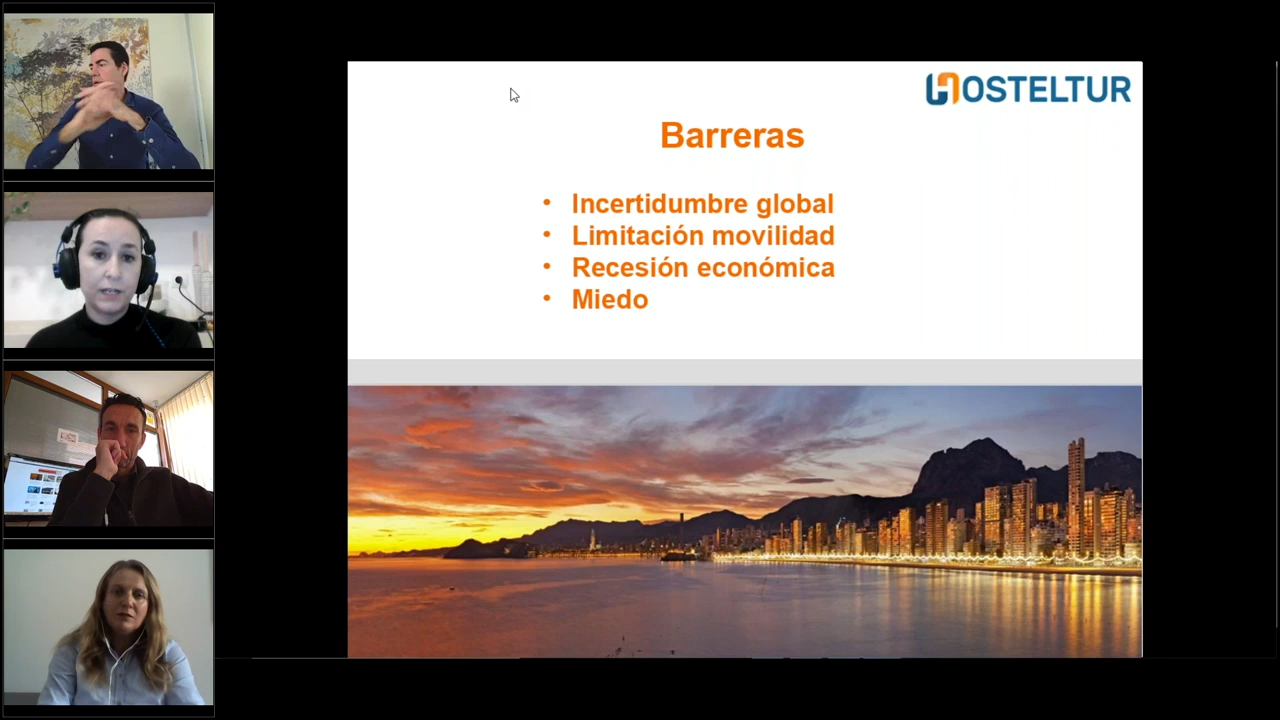 HOSTELTUR
Barreras
• Incertidumbre global
• Limitación movilidad
• Recesión económica
• Miedo